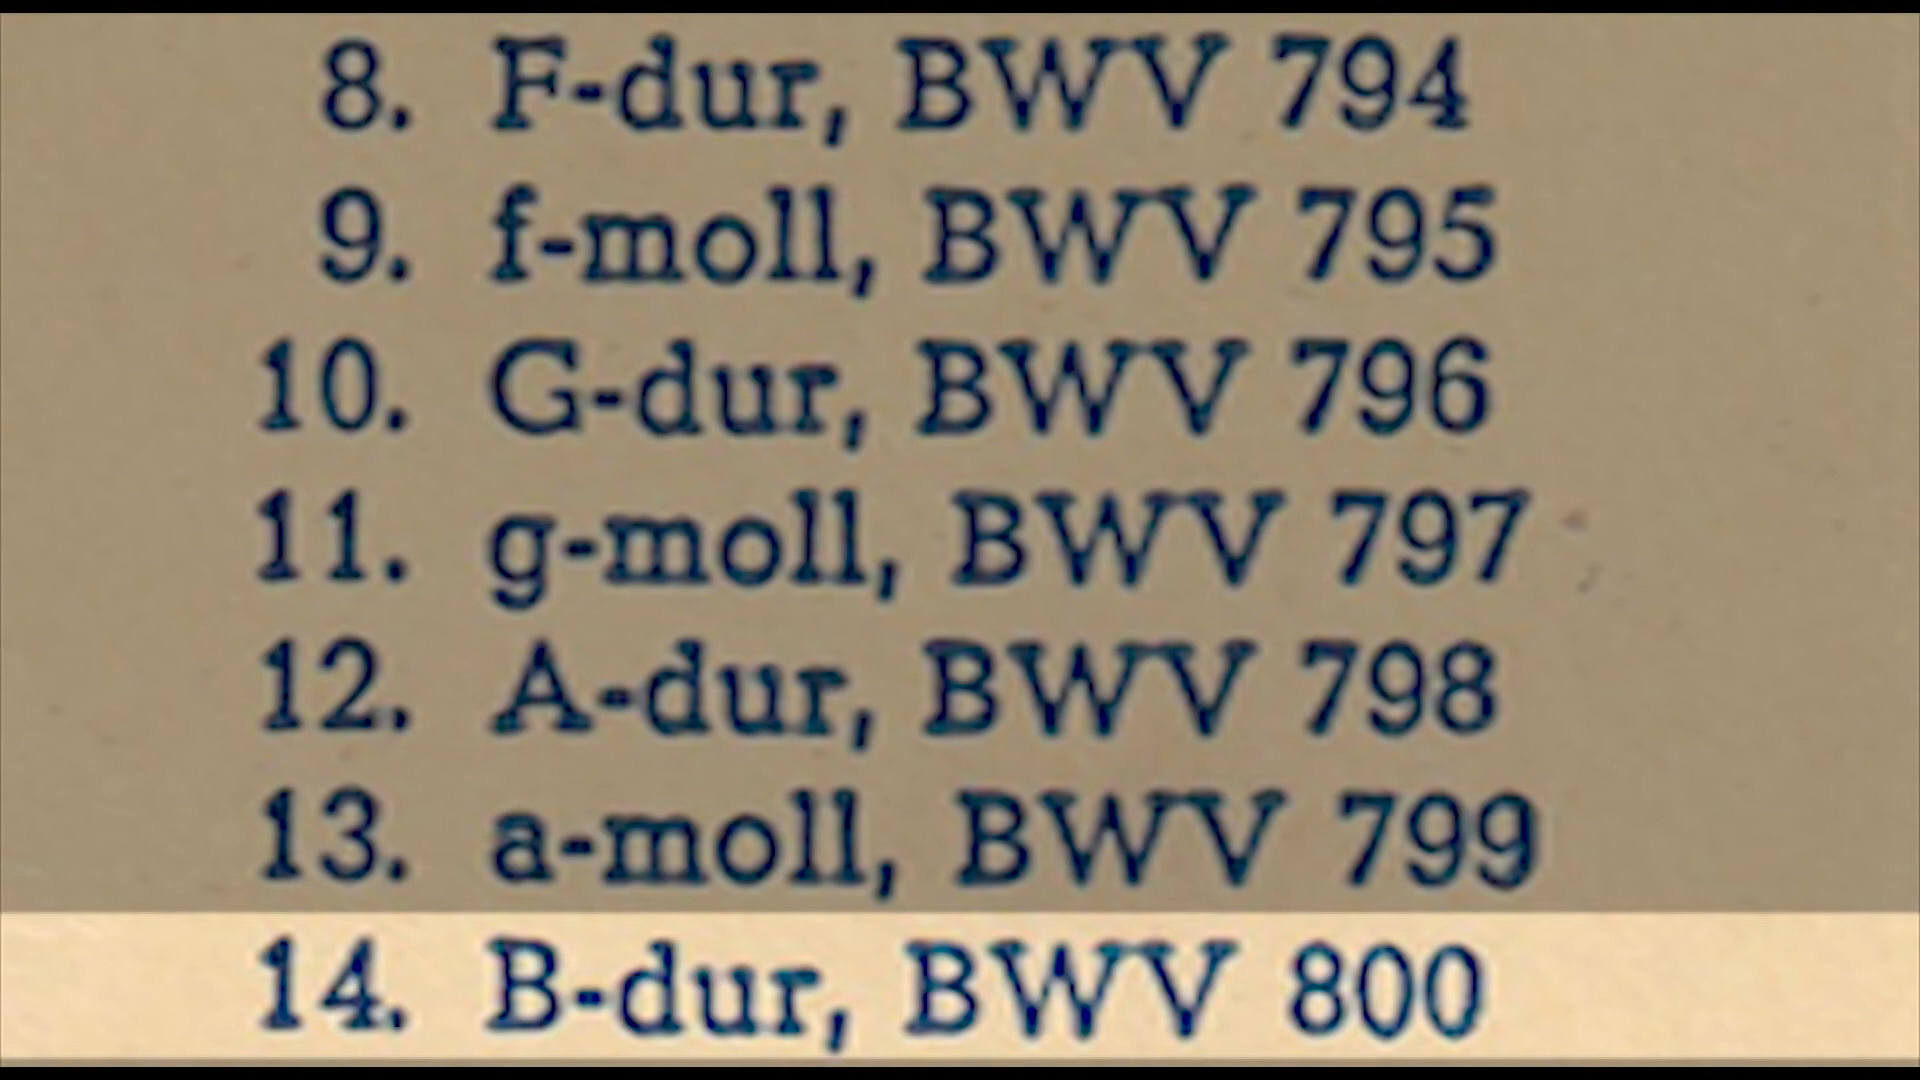 8. F-dur, BWV 794
9. f-moll, BWV 795
10. G-dur, BWV 796
11. g-moll, BWV 797
12. A-dur, BWV 798
13. a-moll, BWV 799
14. B-dur, BWV 800